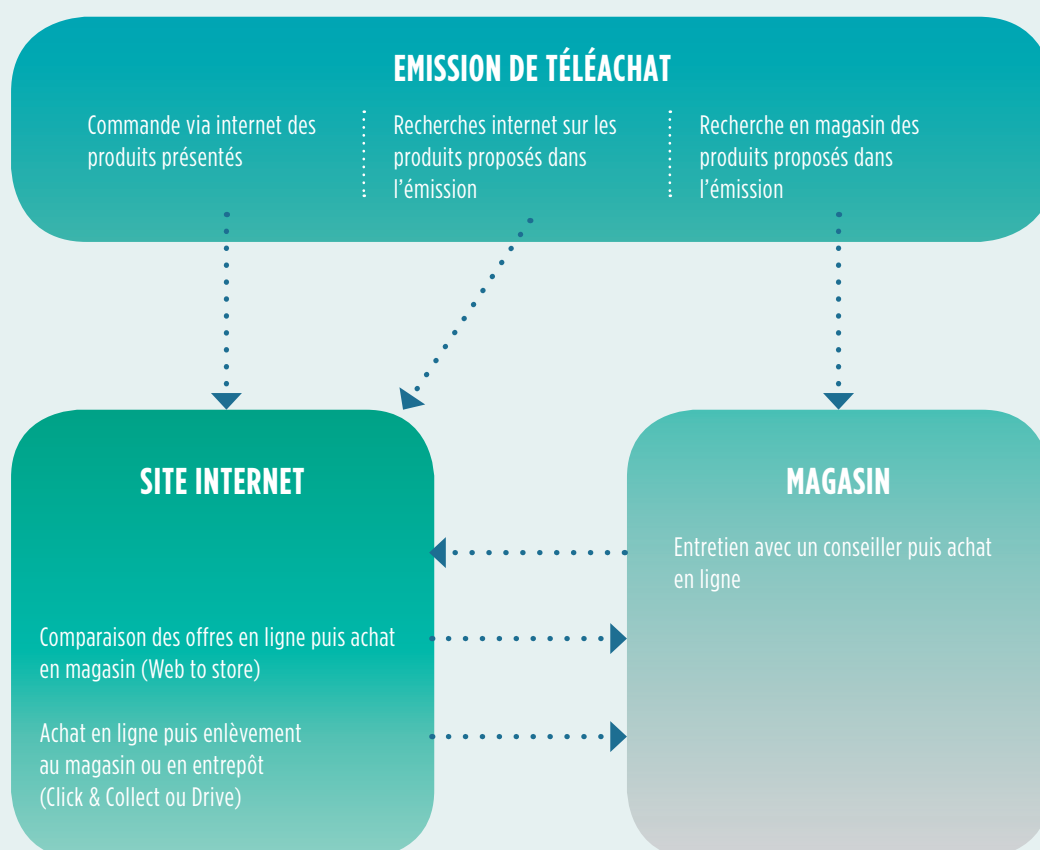 EMISSION DE TÉLÉACHAT
Commande via internet des
produits présentés
Recherches internet sur les
produits proposés dans
l'émission
Recherche en magasin des
produits proposés dans
l'émission
SITE INTERNET
Comparaison des offres en ligne puis achat
en magasin (Web to store)
Achat en ligne puis enlèvement
au magasin ou en entrepôt
(Click & Collect ou Drive)
MAGASIN
Entretien avec un conseiller puis achat
en ligne